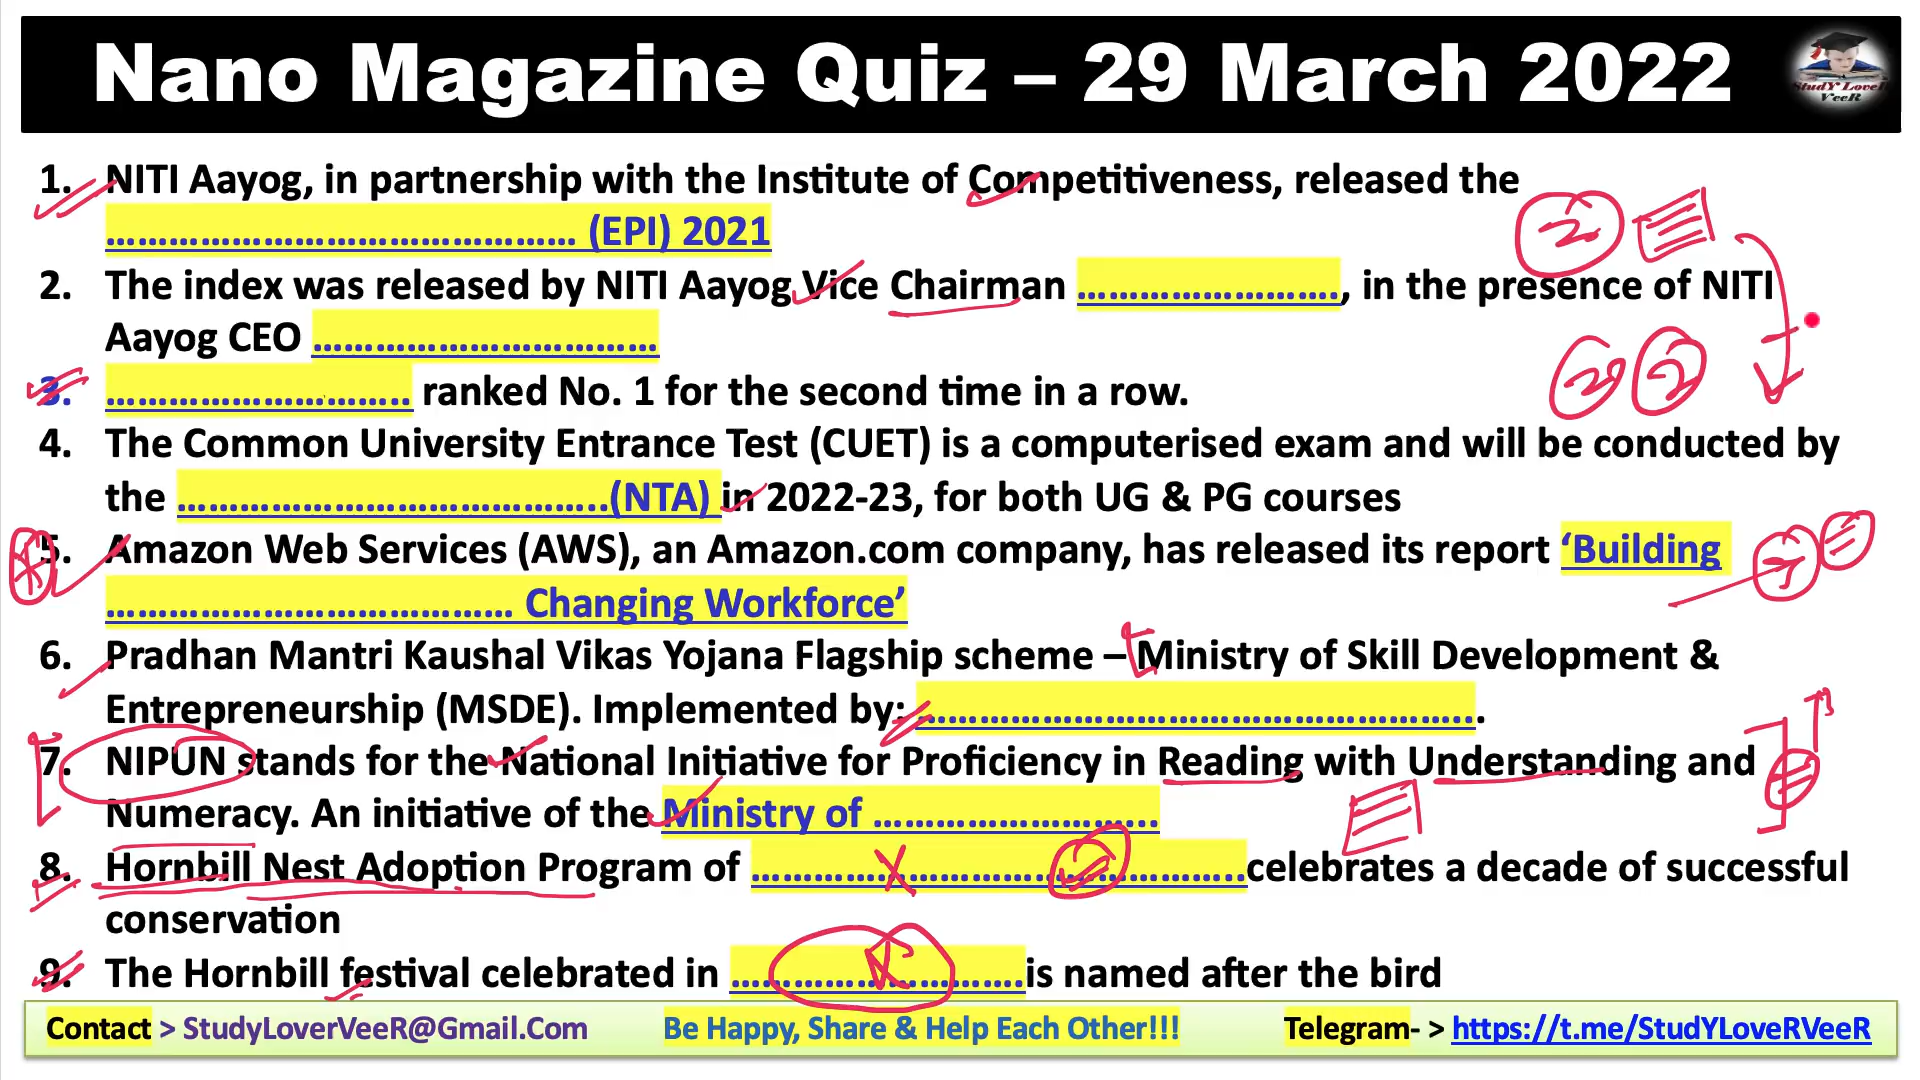 Nano Magazine Quiz – 29 March 2022
StudY LoveR
VeeR
1. NITI Aayog, in partnership with the Institute of Competitiveness, released the
………………………………………… (EPI) 2021
2. The index was released by NITI Aayog Vice Chairman ……………………., in the presence of NITI
Aayog CEO ……………………………
3. ……………………….. ranked No. 1 for the second time in a row.
4. The Common University Entrance Test (CUET) is a computerised exam and will be conducted by
the ……………………………………..(NTA) in 2022-23, for both UG & PG courses
5. Amazon Web Services (AWS), an Amazon.com company, has released its report ‘Building
………………………………… Changing Workforce’
6. Pradhan Mantri Kaushal Vikas Yojana Flagship scheme – Ministry of Skill Development &
Entrepreneurship (MSDE). Implemented by: ………………………………………………..
7. NIPUN stands for the National Initiative for Proficiency in Reading with Understanding and
Numeracy. An initiative of the Ministry of ……………………...
8. Hornbill Nest Adoption Program of …………………………………………..celebrates a decade of successful
conservation
9. The Hornbill festival celebrated in ……………………….is named after the bird
Contact > StudyLoverVeeR@Gmail.Com Be Happy, Share & Help Each Other!!! Telegram- > https://t.me/StudYLoveRVeeR